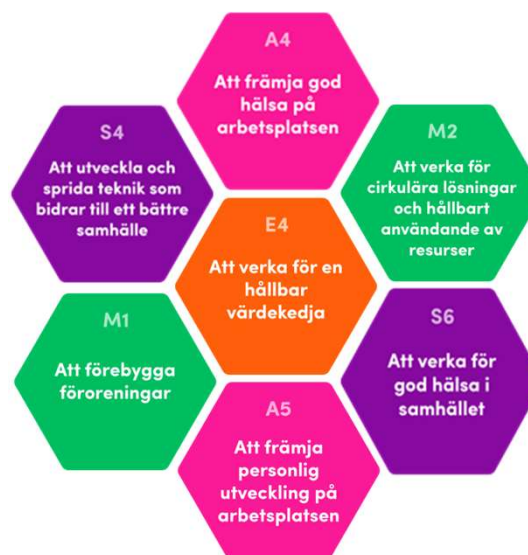 A4
Att främja god
hälsa på
arbetsplatsen
S4
Att utveckla och
sprida teknik som
bidrar till ett bättre
samhälle
M2
Att verka för
cirkulära lösningar
och hållbart
användande av
resurser
E4
Att verka för en
hållbar
värdekedja
M1
Att förebygga
föroreningar
S6
Att verka för
god hälsa i
samhället
A5
Att främja
personlig
utveckling på
arbetsplatsen